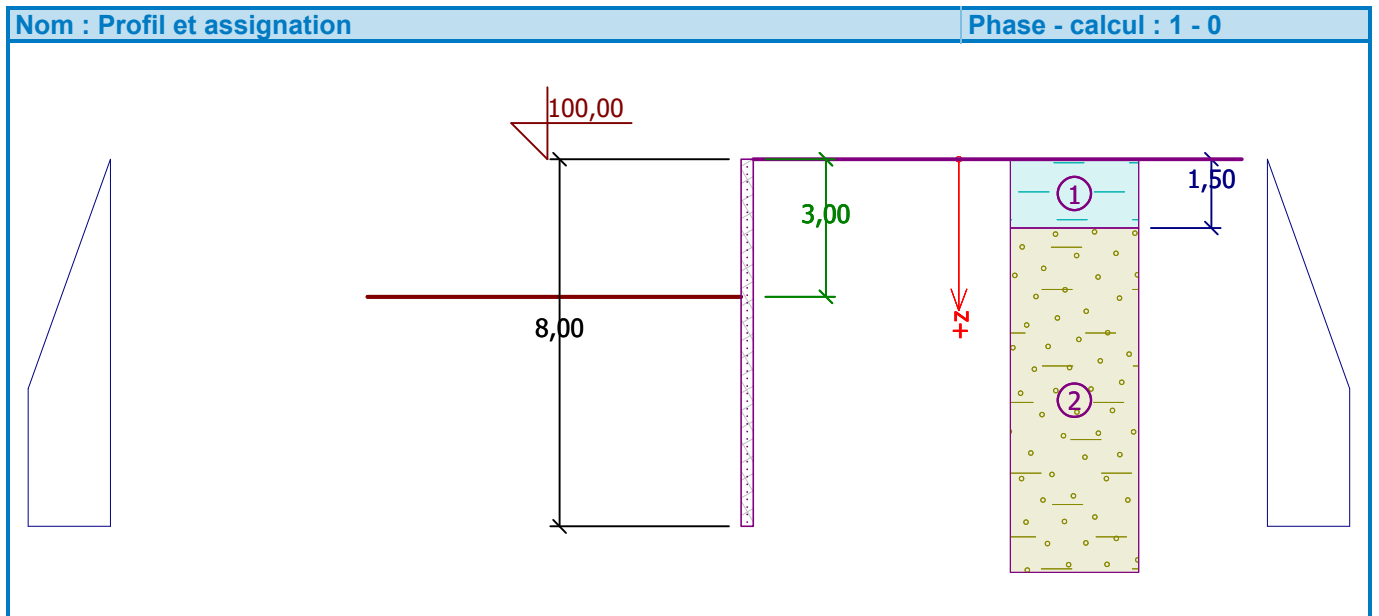 Nom : Profil et assignation
Phase - calcul : 1 - 0
100,00
1,50
1
3,00
+z
8,00
2